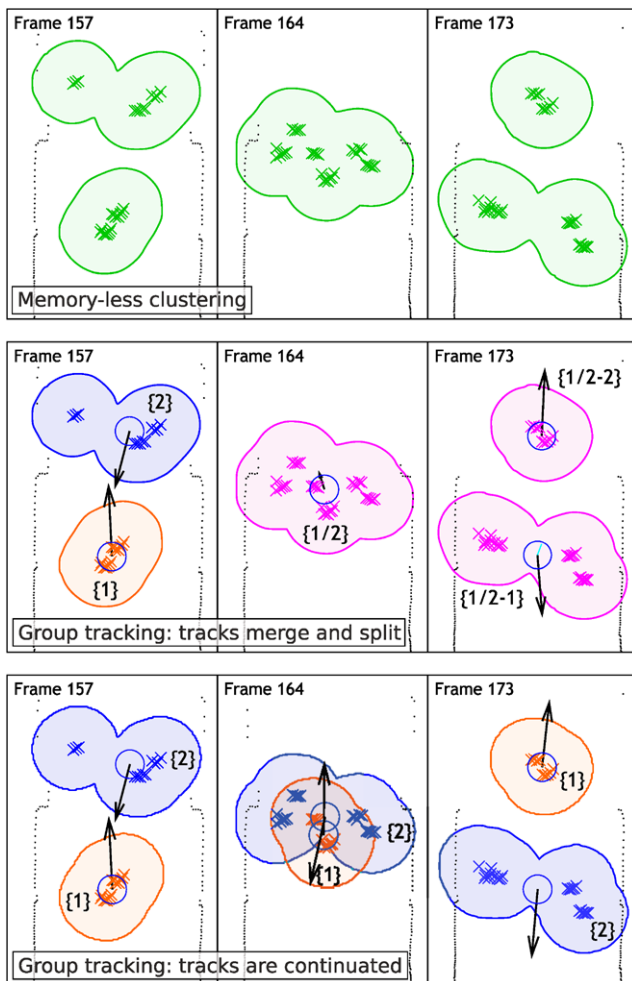 Frame 157
Frame 164
Frame 173
Memory-less clustering
Frame 157
Frame 164
Frame 173
{2}
{1/2-2}
{1}
{1/2}
{1/2-1}
Group tracking: tracks merge and split
Frame 157
Frame 164
Frame 173
{2}
{1}
{2}
{1}
{1}
{2}
Group tracking: tracks are continuated